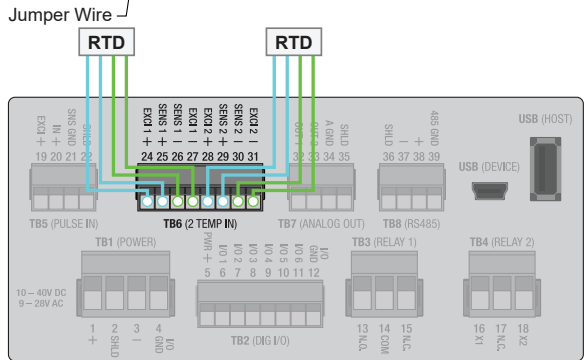 Jumper Wire
RTD
RTD
EXCI +
IN +
SNS GND
SHLD
EXCI 1 +
SENS 1 +
SENS 1 −
EXCI 1 −
EXCI 2 +
SENS 2 +
SENS 2 −
EXCI 2 −
OUT 1
OUT 2
A GND
SHLD
SHLD
−
+
485 GND
19 20 21 22
24 25 26 27 28 29 30 31
32 33 34 35
36 37 38 39
USB (HOST)
USB (DEVICE)
TB5 (PULSE IN)
TB6 (2 TEMP IN)
TB7 (ANALOG OUT)
TB8 (RS485)
TB1 (POWER)
10 – 40V DC
9 – 28V AC
1 +
2 SHLD
3 −
4 I/O GND
PWR +
I/O 1
I/O 2
I/O 3
I/O 4
I/O 5
I/O 6
I/O GND
5 6 7 8 9 10 11 12
TB2 (DIG I/O)
TB3 (RELAY 1)
13 N.O.
14 COM
15 N.C.
TB4 (RELAY 2)
16 X1
17 N.C.
18 X2